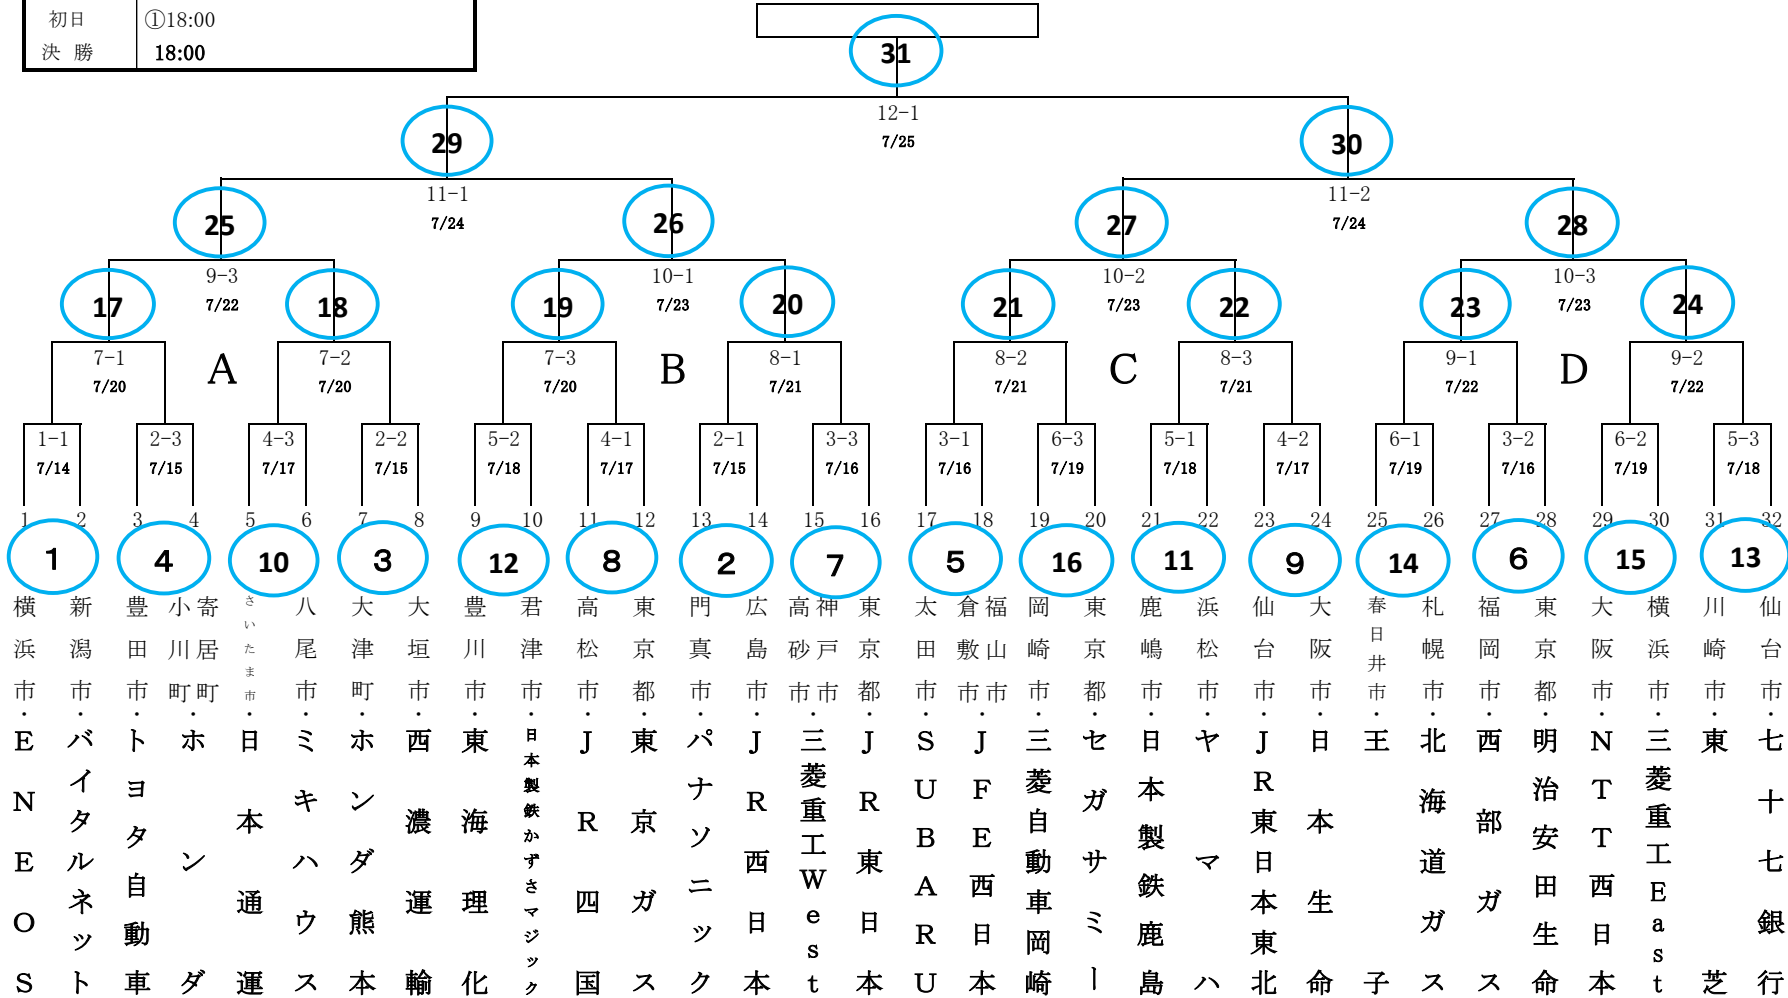 初日 ①18:00
決 勝 18:00
31
12-1
7/25
29 30
11-1 11-2
7/24 7/24
25 26 27 28
9-3 10-1 10-2 10-3
7/22 7/23 7/23 7/23
17 18 19 20 21 22 23 24
7-1 7-2 7-3 8-1 8-2 8-3 9-1 9-2
7/20 7/20 7/20 7/21 7/21 7/21 7/22 7/22
A B C D
1-1 2-3 4-3 2-2 5-2 4-1 2-1 3-3 3-1 6-3 5-1 4-2 6-1 3-2 6-2 5-3
7/14 7/15 7/17 7/15 7/18 7/17 7/15 7/16 7/16 7/19 7/18 7/17 7/19 7/16 7/19 7/18
1 2 3 4 5 6 7 8 9 10 11 12 13 14 15 16 17 18 19 20 21 22 23 24 25 26 27 28 29 30 31 32
1 4 10 3 12 8 2 7 5 16 11 9 14 6 15 13
横浜市・ENEOS
新潟市・バイタルネット
豊田市・トヨタ自動車
寄居町
小川町・ホンダ
さいたま市・日本通運
八尾市・ミキハウス
大津町・ホンダ熊本
大垣市・西濃運輸
豊川市・東海理化
君津市・日本製鉄かずさマジック
高松市・JR四国
東京都・東京ガス
門真市・パナソニック
広島市・JR西日本
神戸市
高砂市・三菱重工West
東京都・JR東日本
太田市・SUBARU
福山市
倉敷市・JFE西日本
岡崎市・三菱自動車岡崎
東京都・セガサミー
鹿嶋市・日本製鉄鹿島
浜松市・ヤマハ
仙台市・JR東日本東北
大阪市・日本生命
春日井市・王子
札幌市・北海道ガス
福岡市・西部ガス
東京都・明治安田生命
大阪市・NTT西日本
横浜市・三菱重工East
川崎市・東芝
仙台市・七十七銀行